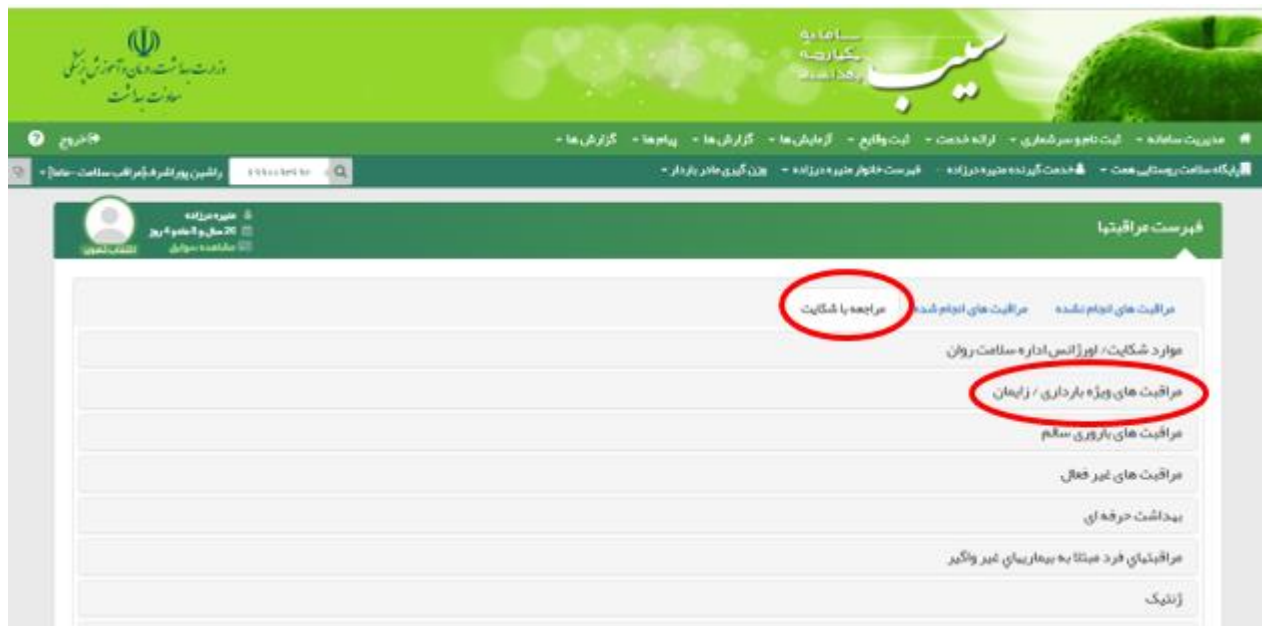 وزارت بهداشت، درمان و آموزش پزشکی
معاونت بهداشت
سامانه
یکپارچه
بهداشت
سیب
مدیریت سامانه ثبت نام و سرشماری ارائه خدمت ثبت وقایع آزمایش ها گزارش ها پیام ها گزارش ها
خروج
پایگاه سلامت روستایی همت خدمت گیرنده منیره درزاده فهرست خانوار منیره درزاده وزن گیری مادر باردار
فهرست مراقبتها
منیره درزاده
مشاهده سوابق
انتخاب تصویر
مراقبت های انجام نشده مراقبت های انجام شده مراجعه با شکایت
موارد شکایت/ اورژانس اداره سلامت روان
مراقبت های ویژه بارداری / زایمان
مراقبت های باروری سالم
مراقبت های غیر فعال
بهداشت حرفه ای
مراقبتهای فرد مبتلا به بیماریهای غیر واگیر
ژنتیک